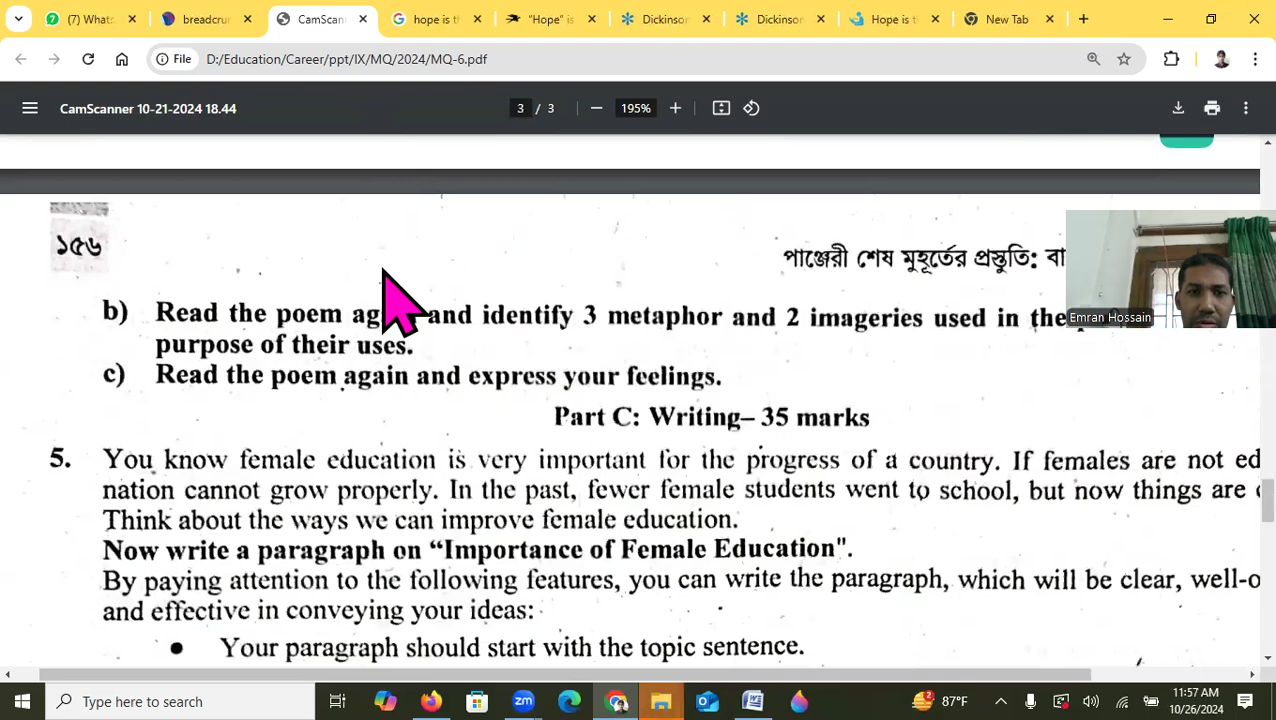 (7) Whats
breadcrun
CamScan
hope is th
"Hope" is
Dickinson
Dickinson
Hope is t
New Tab
File
D:/Education/Career/ppt/IX/MQ/2024/MQ-6.pdf
CamScanner 10-21-2024 18.44
3 / 3
195%
১৫৬
পাঞ্জেরী শেষ মুহূর্তের প্রস্তুতি: বা
b) Read the poem ag and identify 3 metaphor and 2 imageries used in the
purpose of their uses.
Emran Hossain
c) Read the poem again and express your feelings.
Part C: Writing– 35 marks
5. You know female education is very important for the progress of a country. If females are not ed
nation cannot grow properly. In the past, fewer female students went to school, but now things are
Think about the ways we can improve female education.
Now write a paragraph on “Importance of Female Education".
By paying attention to the following features, you can write the paragraph, which will be clear, well-o
and effective in conveying your ideas:
• Your paragraph should start with the topic sentence.
Type here to search
87°F
11:57 AM
10/26/2024